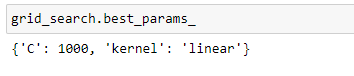 grid_search.best_params_
{'C': 1000, 'kernel': 'linear'}